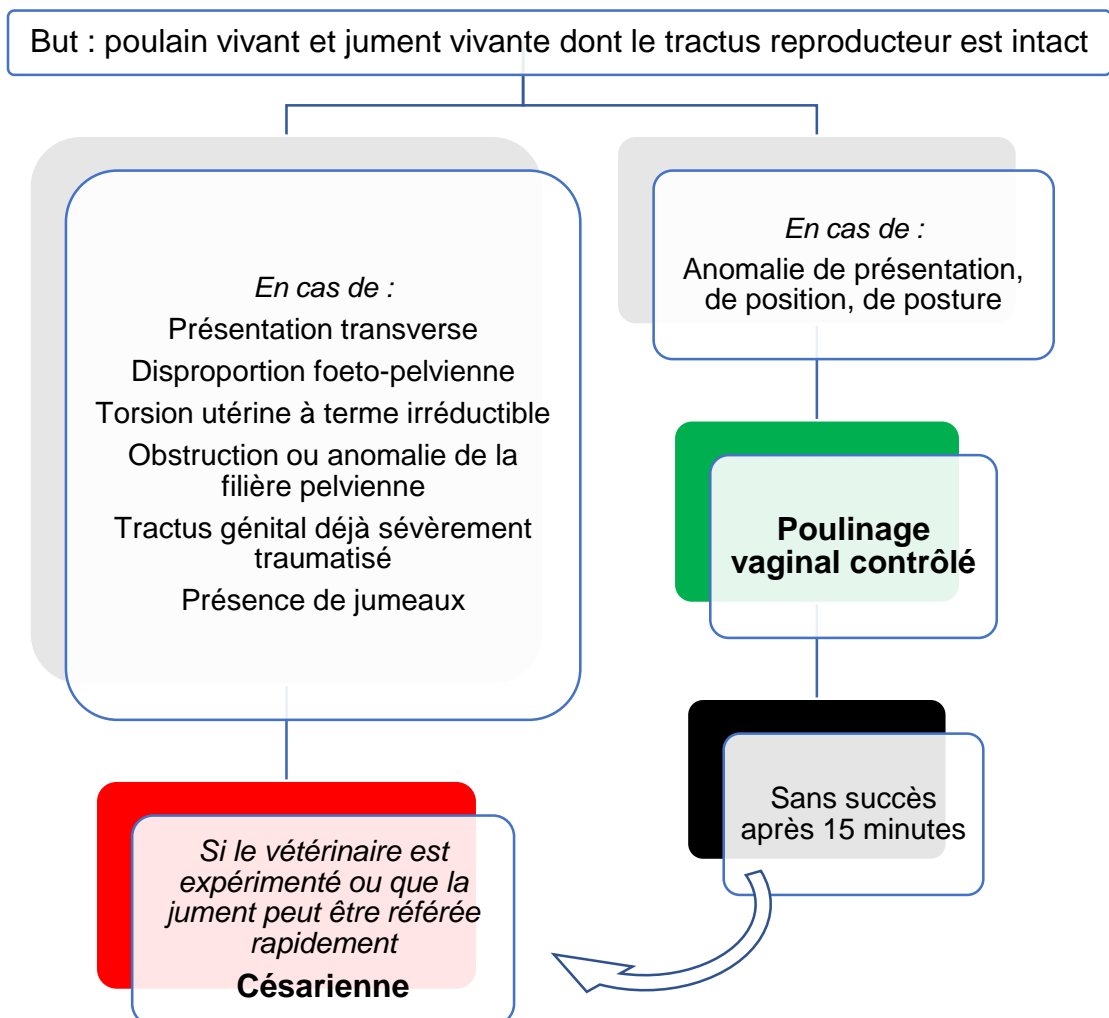 But : poulain vivant et jument vivante dont le tractus reproducteur est intact
En cas de :
Présentation transverse
Disproportion foeto-pelvienne
Torsion utérine à terme irréductible
Obstruction ou anomalie de la
filière pelvienne
Tractus génital déjà sévèrement
traumatisé
Présence de jumeaux
Si le vétérinaire est
expérimenté ou que la
jument peut être référée
rapidement
Césarienne
En cas de :
Anomalie de présentation,
de position, de posture
Poulinage
vaginal contrôlé
Sans succès
après 15 minutes